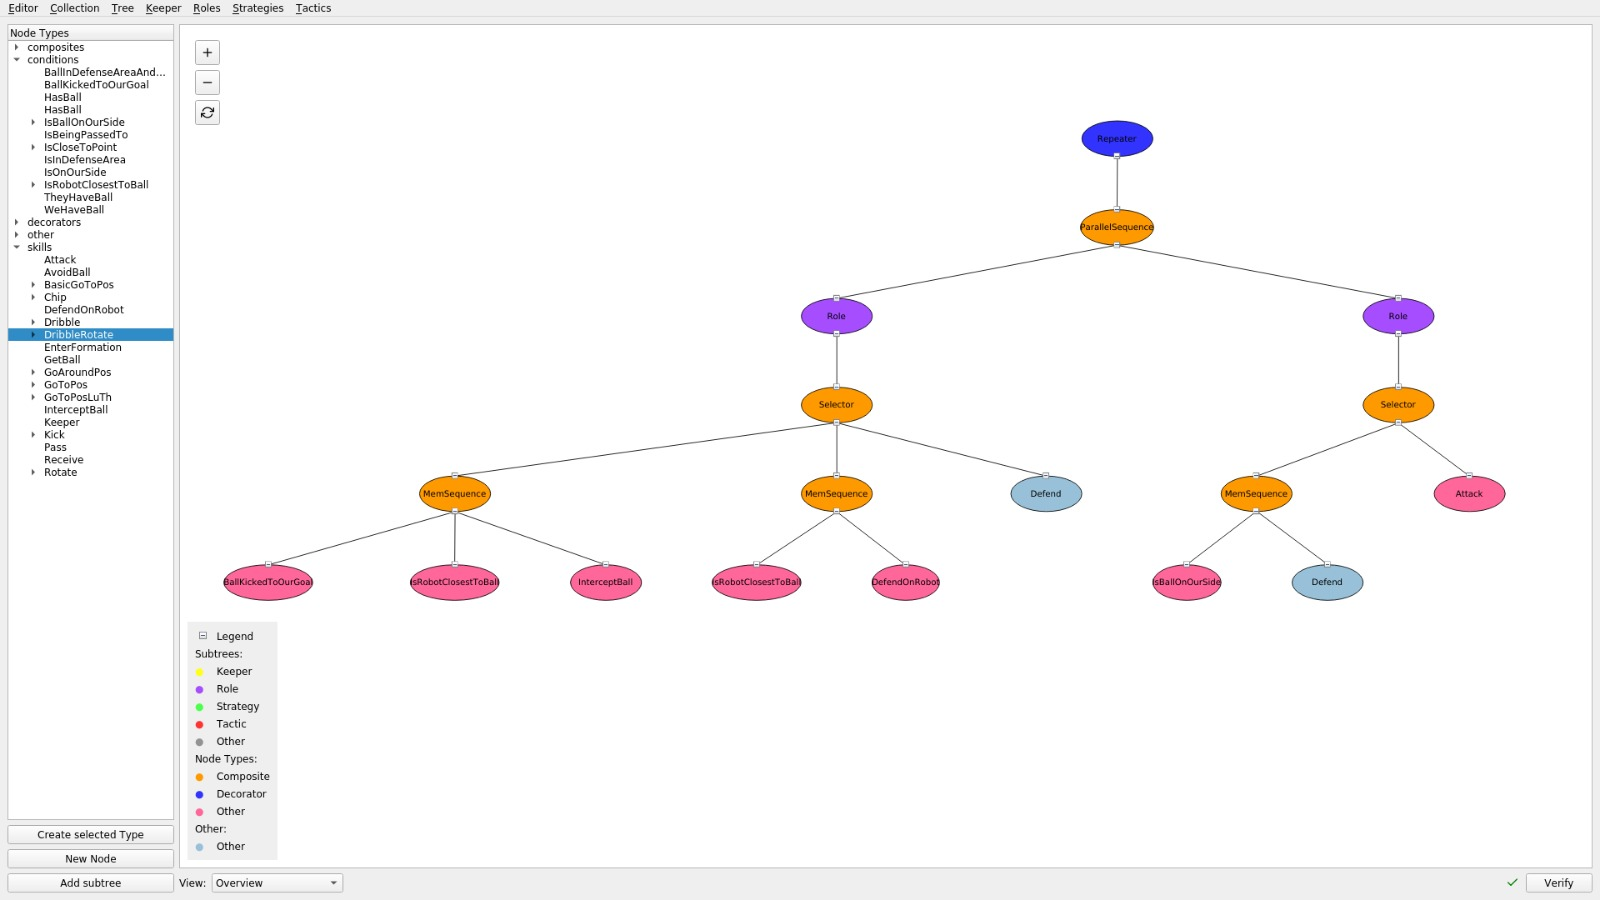 Editor Collection Tree Keeper Roles Strategies Tactics
Node Types
composites
conditions
BallInDefenseAreaAnd...
BallKickedToOurGoal
HasBall
HasBall
IsBallOnOurSide
IsBeingPassedTo
IsCloseToPoint
IsInDefenseArea
IsOnOurSide
IsRobotClosestToBall
TheyHaveBall
WeHaveBall
decorators
other
skills
Attack
AvoidBall
BasicGoToPos
Chip
DefendOnRobot
Dribble
DribbleRotate
EnterFormation
GetBall
GoAroundPos
GoToPos
GoToPosLuTh
InterceptBall
Keeper
Kick
Pass
Receive
Rotate
Create selected Type
New Node
Add subtree
+
−
Repeater
ParallelSequence
Role Role
Selector Selector
MemSequence MemSequence Defend MemSequence Attack
BallKickedToOurGoal IsRobotClosestToBall InterceptBall IsRobotClosestToBall DefendOnRobot IsBallOnOurSide Defend
Legend
Subtrees:
Keeper
Role
Strategy
Tactic
Other
Node Types:
Composite
Decorator
Other
Other:
Other
View: Overview
Verify